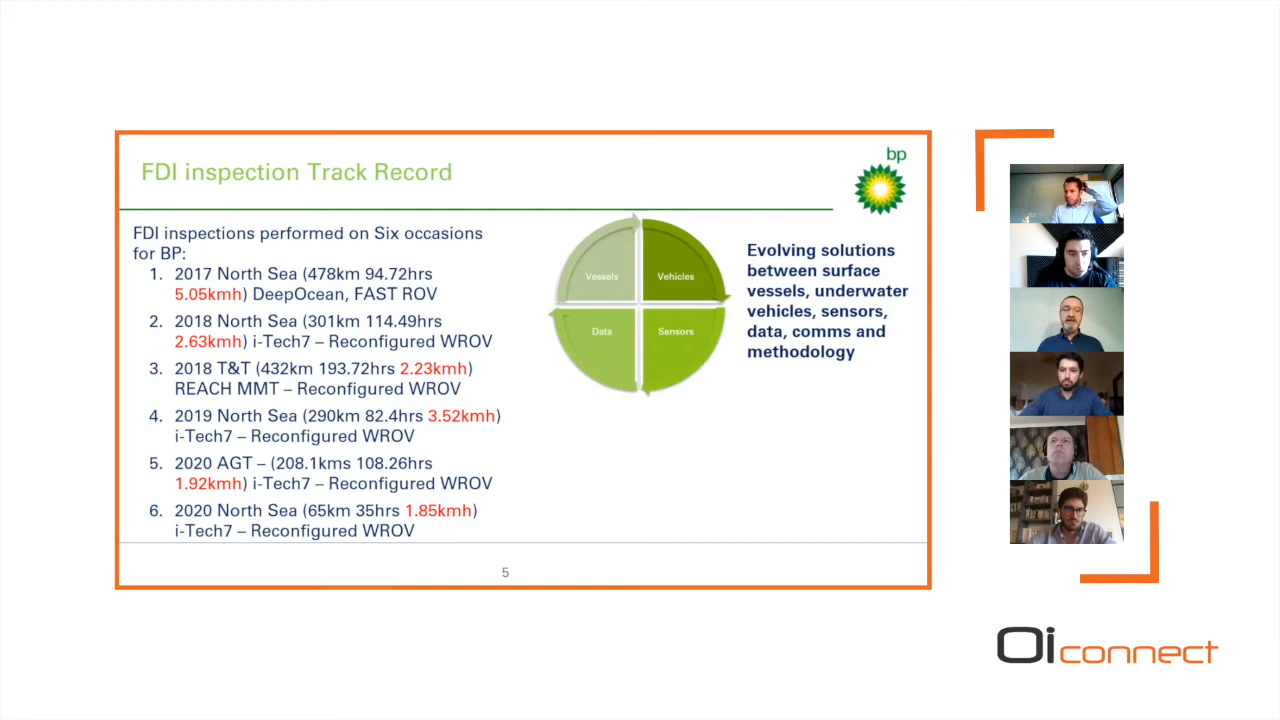 FDI inspection Track Record
bp
FDI inspections performed on Six occasions
for BP:
1. 2017 North Sea (478km 94.72hrs
5.05kmh) DeepOcean, FAST ROV
2. 2018 North Sea (301km 114.49hrs
2.63kmh) i-Tech7 – Reconfigured WROV
3. 2018 T&T (432km 193.72hrs 2.23kmh)
REACH MMT – Reconfigured WROV
4. 2019 North Sea (290km 82.4hrs 3.52kmh)
i-Tech7 – Reconfigured WROV
5. 2020 AGT – (208.1kms 108.26hrs
1.92kmh) i-Tech7 – Reconfigured WROV
6. 2020 North Sea (65km 35hrs 1.85kmh)
i-Tech7 – Reconfigured WROV
Vessels
Vehicles
Data
Sensors
Evolving solutions
between surface
vessels, underwater
vehicles, sensors,
data, comms and
methodology
5
Oi connect